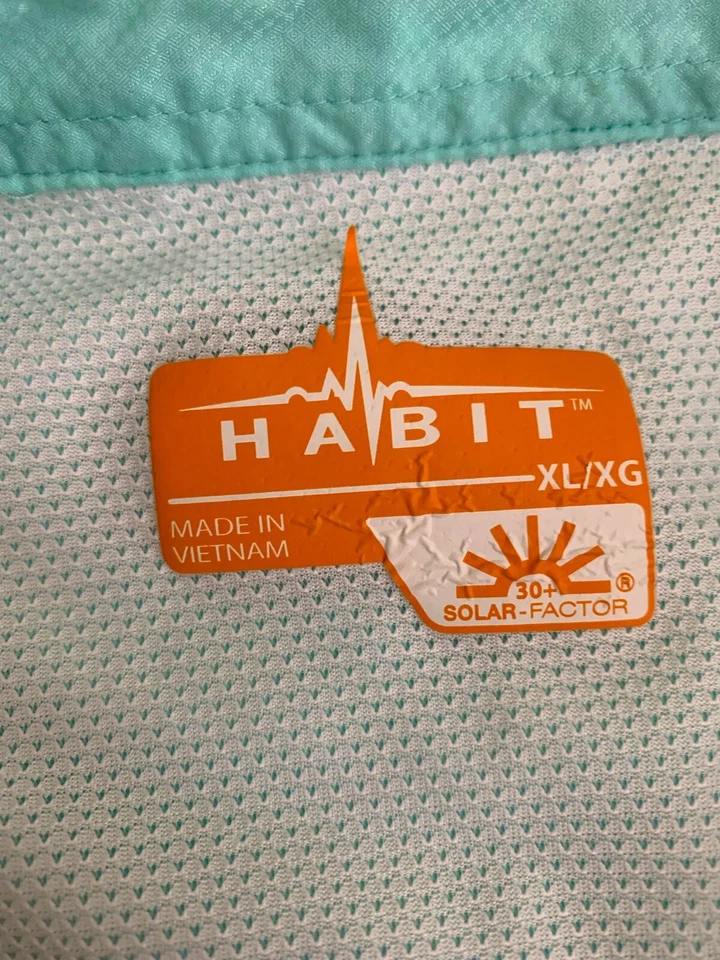 HABIT™
XL/XG
MADE IN
VIETNAM
30+
®
SOLAR-FACTOR